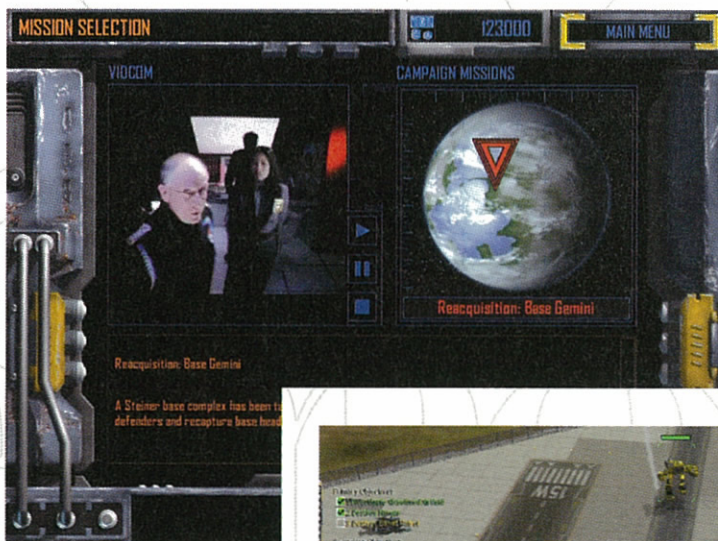 MISSION SELECTION
123000
MAIN MENU
VIDCOM
CAMPAIGN MISSIONS
Reacquisition: Base Gemini
Reacquisition: Base Gemini
A Steiner base complex has been
defenders and recapture base
15W